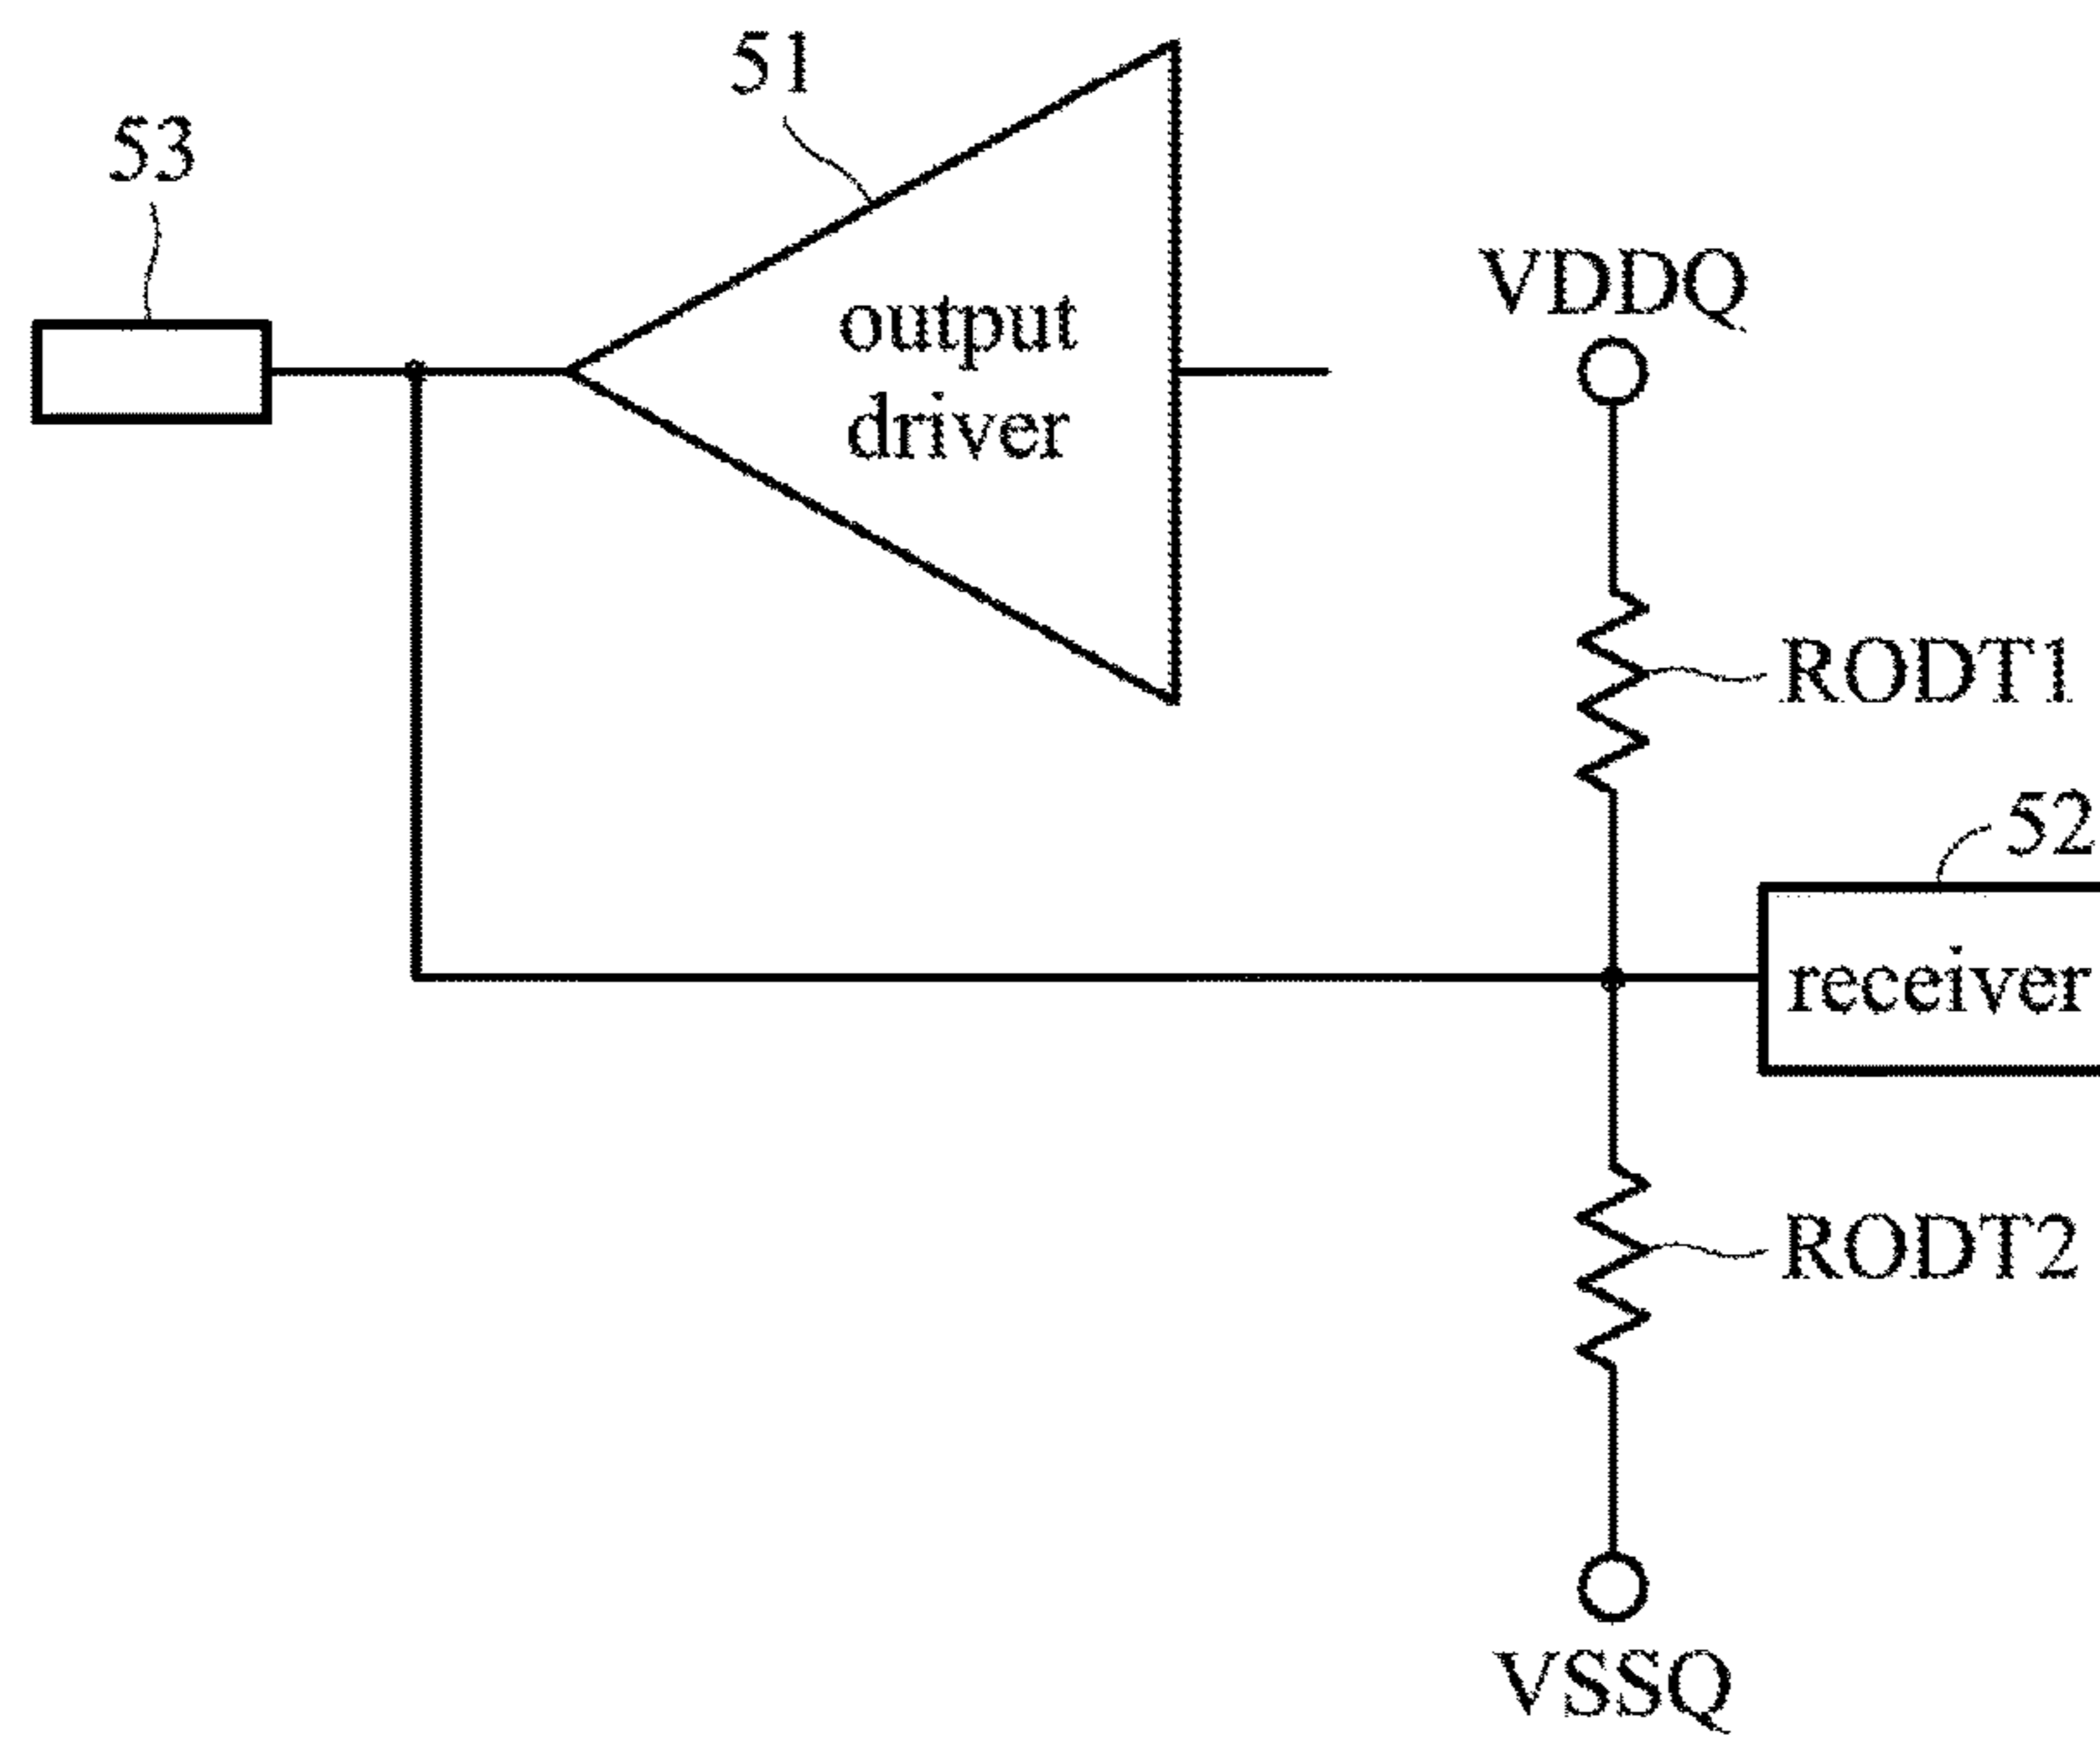 51
53
output
driver
VDDQ
RODT1
52
receiver
RODT2
VSSQ